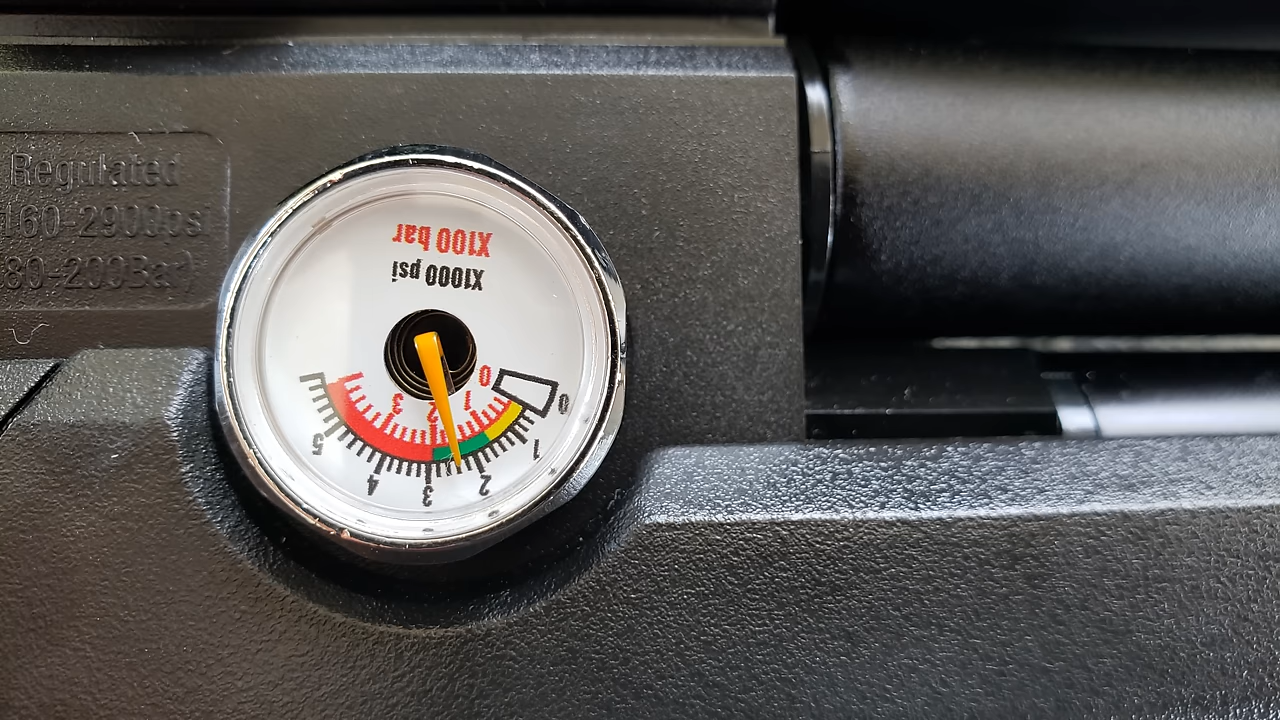 Regulated
160-2900psi
80-200Bar
X100 bar
X1000 psi
0 1 2 3
0 1 2 3 4 5